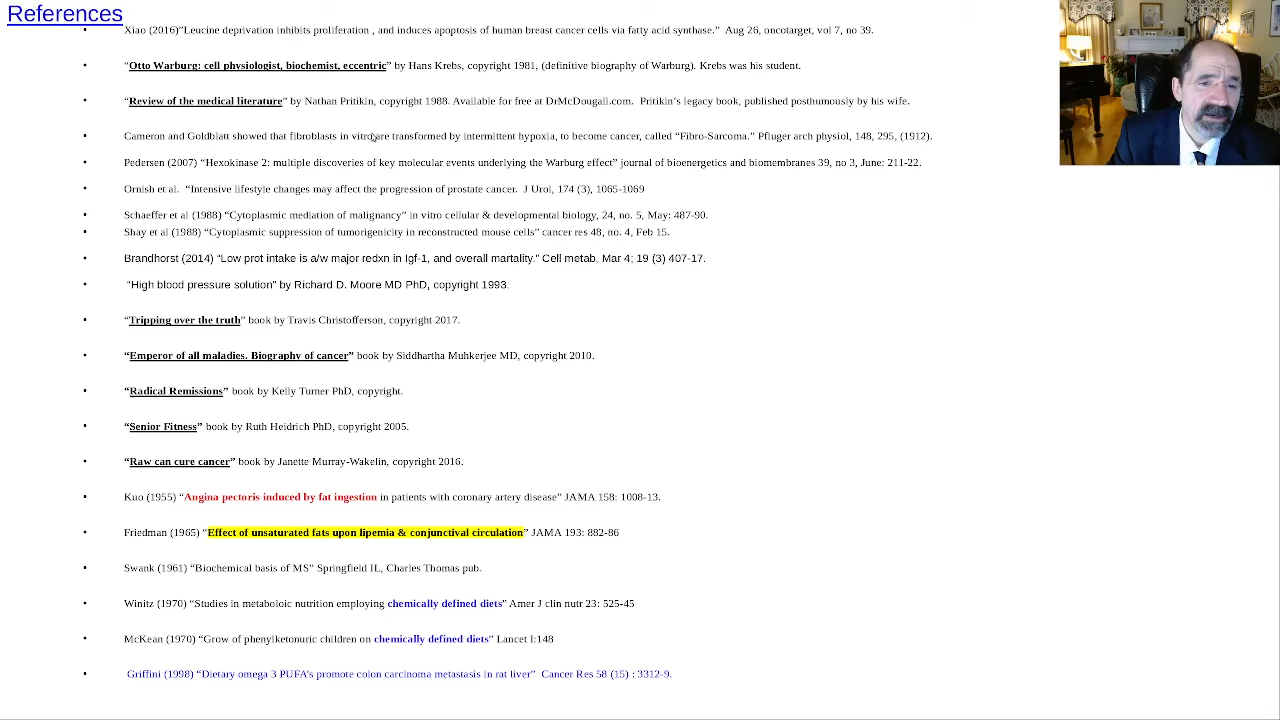 References
• Xiao (2016)”Leucine deprivation inhibits proliferation , and induces apoptosis of human breast cancer cells via fatty acid synthase.” Aug 26, oncotarget, vol 7, no 39.
• “Otto Warburg: cell physiologist, biochemist, eccentric” by Hans Krebs, copyright 1981, (definitive biography of Warburg). Krebs was his student.
• “Review of the medical literature” by Nathan Pritikin, copyright 1988. Available for free at DrMcDougall.com. Pritikin’s legacy book, published posthumously by his wife.
• Cameron and Goldblatt showed that fibroblasts in vitro are transformed by intermittent hypoxia, to become cancer, called “Fibro-Sarcoma.” Pfluger arch physiol, 148, 295, (1912).
• Pedersen (2007) “Hexokinase 2: multiple discoveries of key molecular events underlying the Warburg effect” journal of bioenergetics and biomembranes 39, no 3, June: 211-22.
• Ornish et al. “Intensive lifestyle changes may affect the progression of prostate cancer. J Urol, 174 (3), 1065-1069
• Schaeffer et al (1988) “Cytoplasmic mediation of malignancy” in vitro cellular & developmental biology, 24, no. 5, May: 487-90.
• Shay et al (1988) “Cytoplasmic suppression of tumorigenicity in reconstructed mouse cells” cancer res 48, no. 4, Feb 15.
• Brandhorst (2014) “Low prot intake is a/w major redxn in Igf-1, and overall martality.” Cell metab, Mar 4; 19 (3) 407-17.
• “High blood pressure solution” by Richard D. Moore MD PhD, copyright 1993.
• “Tripping over the truth” book by Travis Christofferson, copyright 2017.
• “Emperor of all maladies. Biography of cancer” book by Siddhartha Muhkerjee MD, copyright 2010.
• “Radical Remissions” book by Kelly Turner PhD, copyright.
• “Senior Fitness” book by Ruth Heidrich PhD, copyright 2005.
• “Raw can cure cancer” book by Janette Murray-Wakelin, copyright 2016.
• Kuo (1955) “Angina pectoris induced by fat ingestion in patients with coronary artery disease” JAMA 158: 1008-13.
• Friedman (1965) “Effect of unsaturated fats upon lipemia & conjunctival circulation” JAMA 193: 882-86
• Swank (1961) “Biochemical basis of MS” Springfield IL, Charles Thomas pub.
• Winitz (1970) “Studies in metaboloic nutrition employing chemically defined diets” Amer J clin nutr 23: 525-45
• McKean (1970) “Grow of phenylketonuric children on chemically defined diets” Lancet I:148
• Griffini (1998) “Dietary omega 3 PUFA’s promote colon carcinoma metastasis in rat liver” Cancer Res 58 (15) : 3312-9.